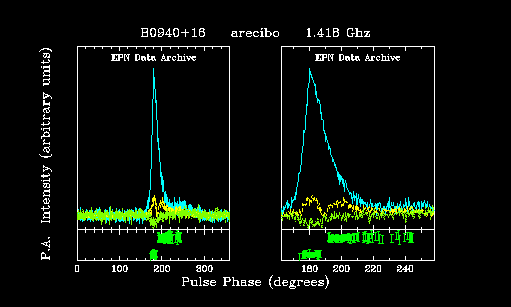 B0940+16 arecibo 1.418 Ghz
EPN Data Archive EPN Data Archive
Intensity (arbitrary units)
P.A.
0 100 200 300 180 200 220 240
Pulse Phase (degrees)